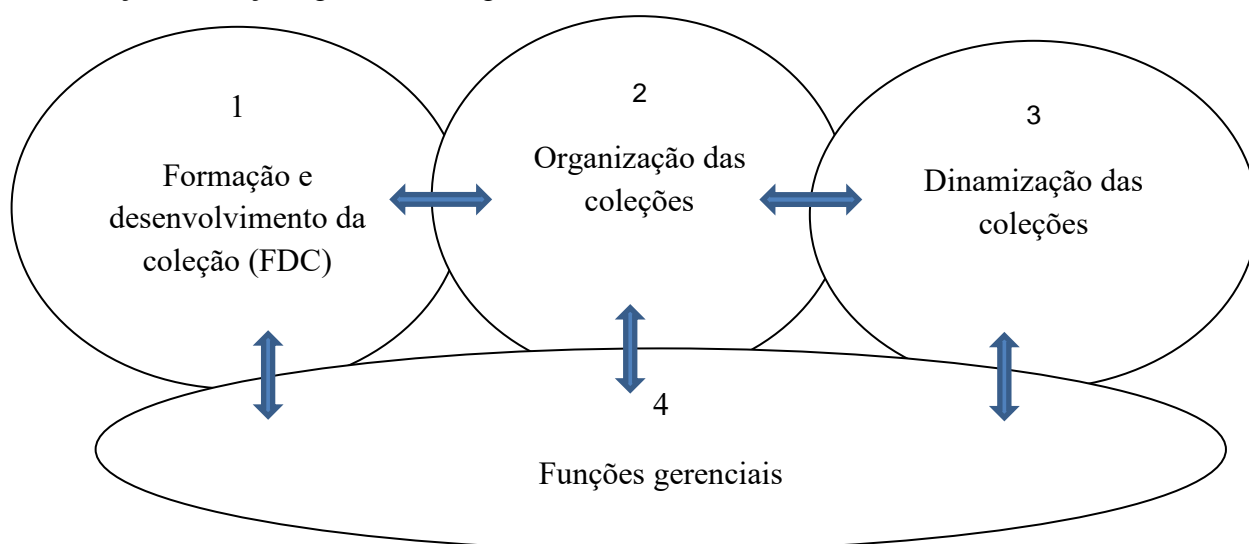 1
Formação e
desenvolvimento da
coleção (FDC)
2
Organização das
coleções
3
Dinamização das
coleções
4
Funções gerenciais